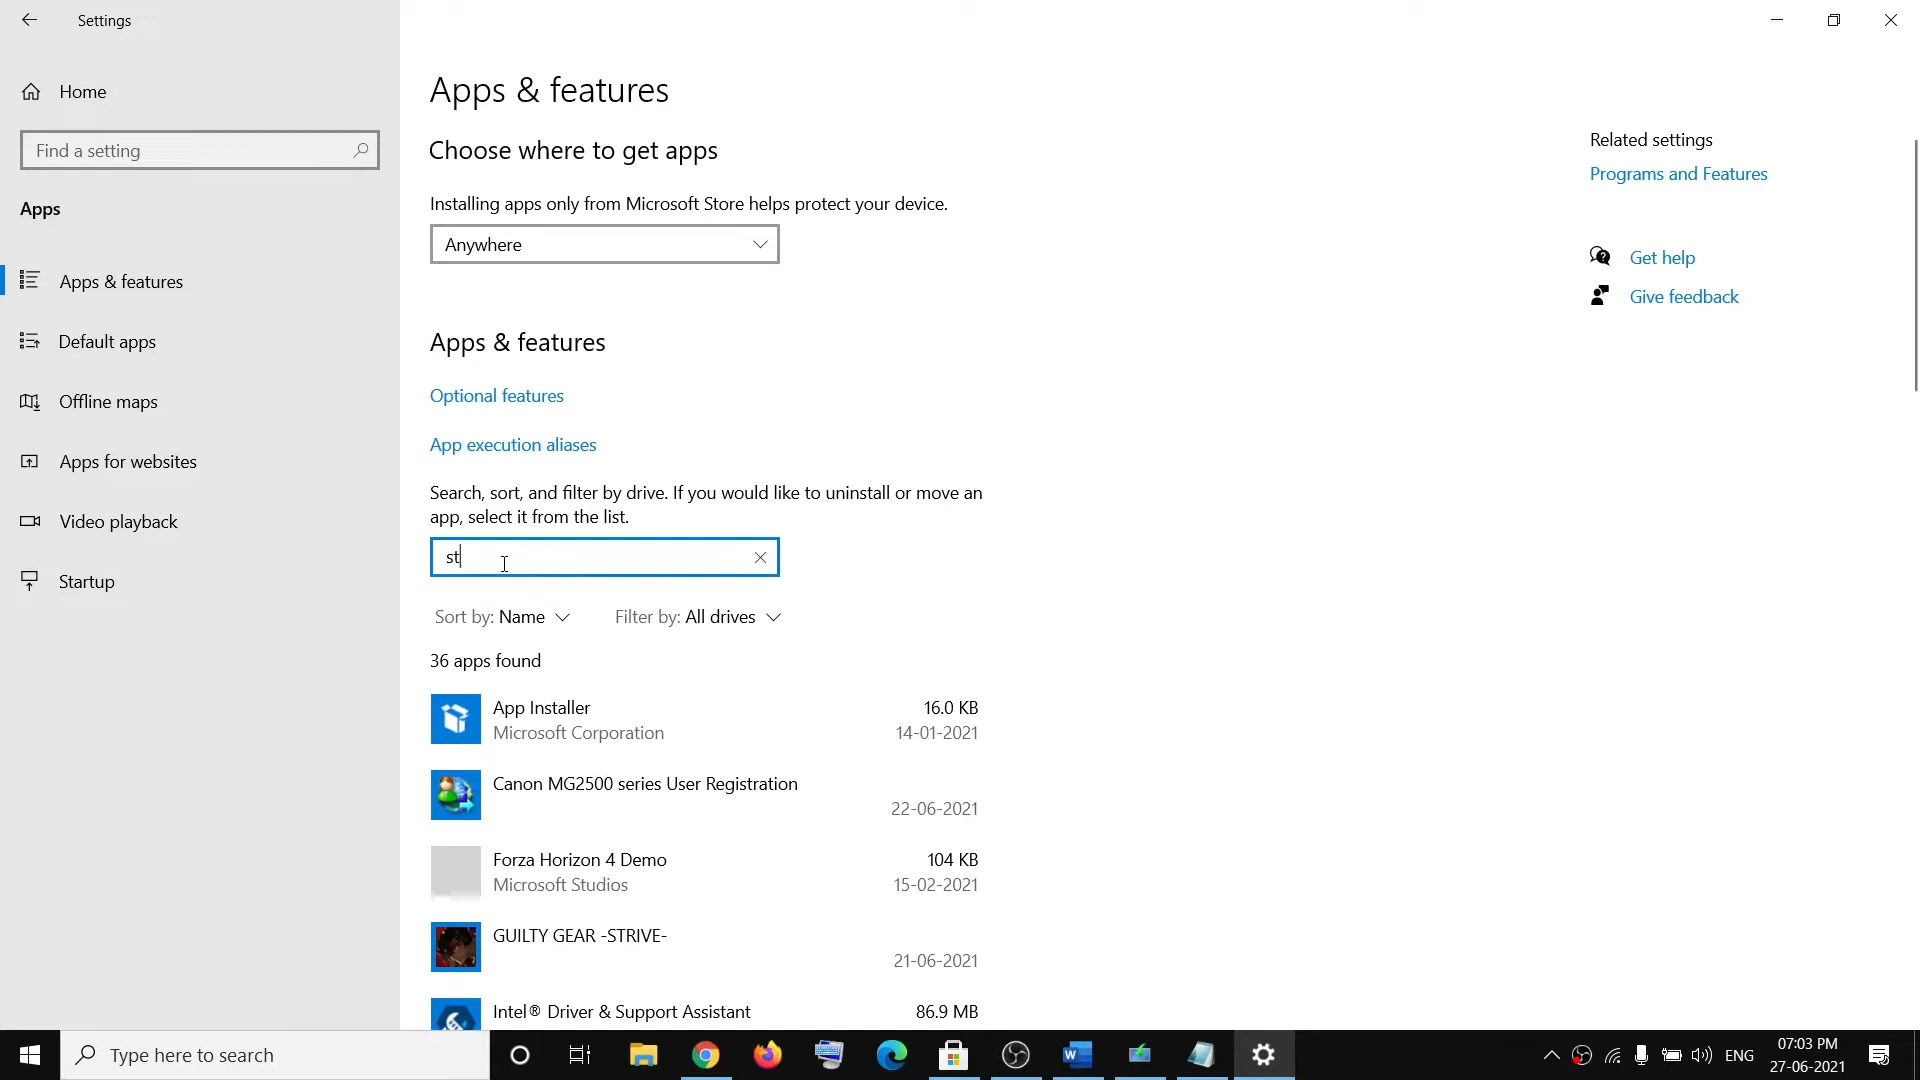 Settings
Home
Find a setting
Apps
Apps & features
Default apps
Offline maps
Apps for websites
Video playback
Startup
Apps & features
Choose where to get apps
Installing apps only from Microsoft Store helps protect your device.
Anywhere
Apps & features
Optional features
App execution aliases
Search, sort, and filter by drive. If you would like to uninstall or move an
app, select it from the list.
st
Sort by: Name Filter by: All drives
36 apps found
App Installer 16.0 KB
Microsoft Corporation 14-01-2021
Canon MG2500 series User Registration
22-06-2021
Forza Horizon 4 Demo 104 KB
Microsoft Studios 15-02-2021
GUILTY GEAR -STRIVE-
21-06-2021
Intel® Driver & Support Assistant 86.9 MB
Related settings
Programs and Features
Get help
Give feedback
Type here to search
ENG
07:03 PM
27-06-2021